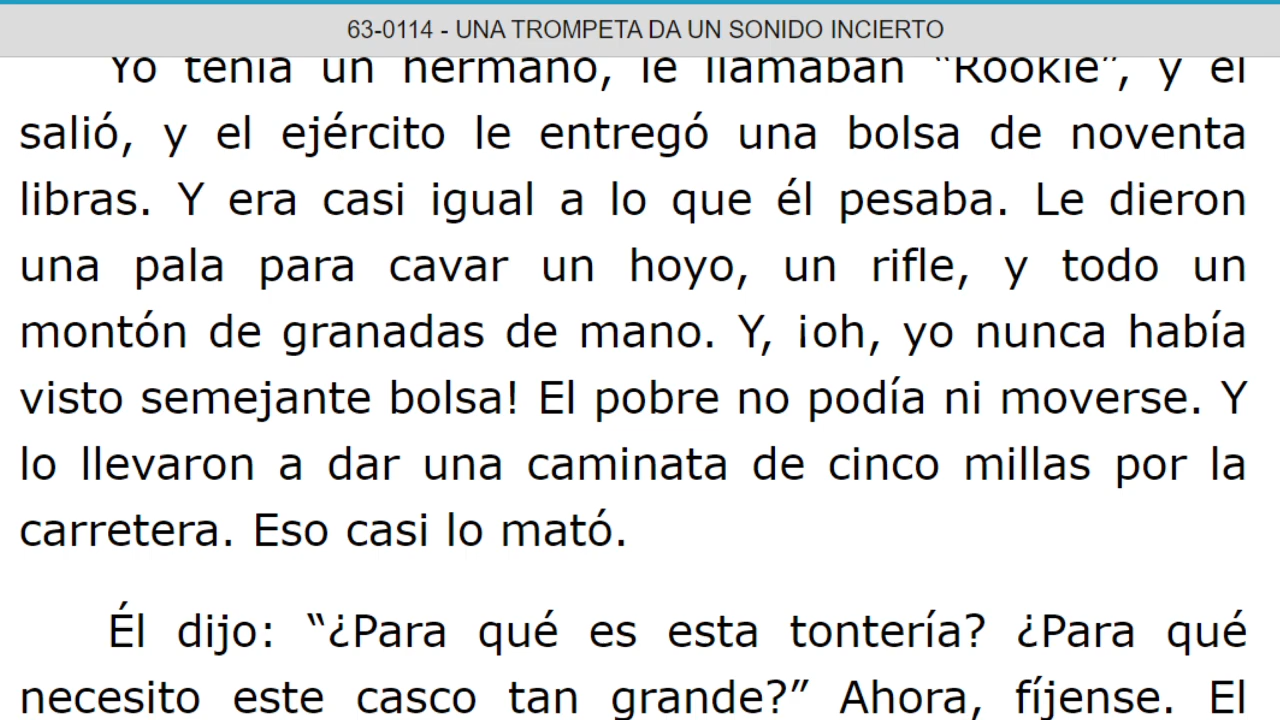 63-0114 - UNA TROMPETA DA UN SONIDO INCIERTO
Yo tenía un hermano, le llamaban “Rookie”, y él
salió, y el ejército le entregó una bolsa de noventa
libras. Y era casi igual a lo que él pesaba. Le dieron
una pala para cavar un hoyo, un rifle, y todo un
montón de granadas de mano. Y, ¡oh, yo nunca había
visto semejante bolsa! El pobre no podía ni moverse. Y
lo llevaron a dar una caminata de cinco millas por la
carretera. Eso casi lo mató.
Él dijo: “¿Para qué es esta tontería? ¿Para qué
necesito este casco tan grande?” Ahora, fíjense. El